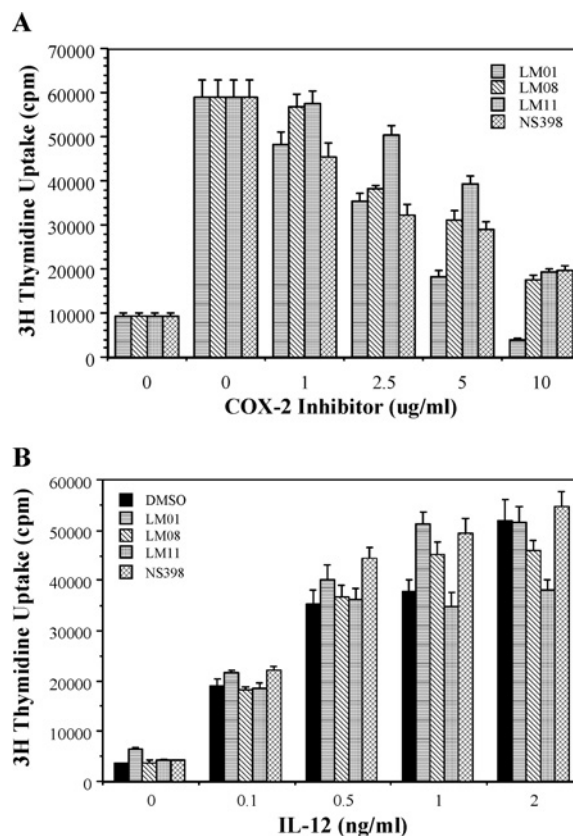 A
3H Thymidine Uptake (cpm)
70000
60000
50000
40000
30000
20000
10000
0
LM01
LM08
LM11
NS398
0 0 1 2.5 5 10
COX-2 Inhibitor (ug/ml)
B
3H Thymidine Uptake (cpm)
60000
50000
40000
30000
20000
10000
0
DMSO
LM01
LM08
LM11
NS398
0 0.1 0.5 1 2
IL-12 (ng/ml)